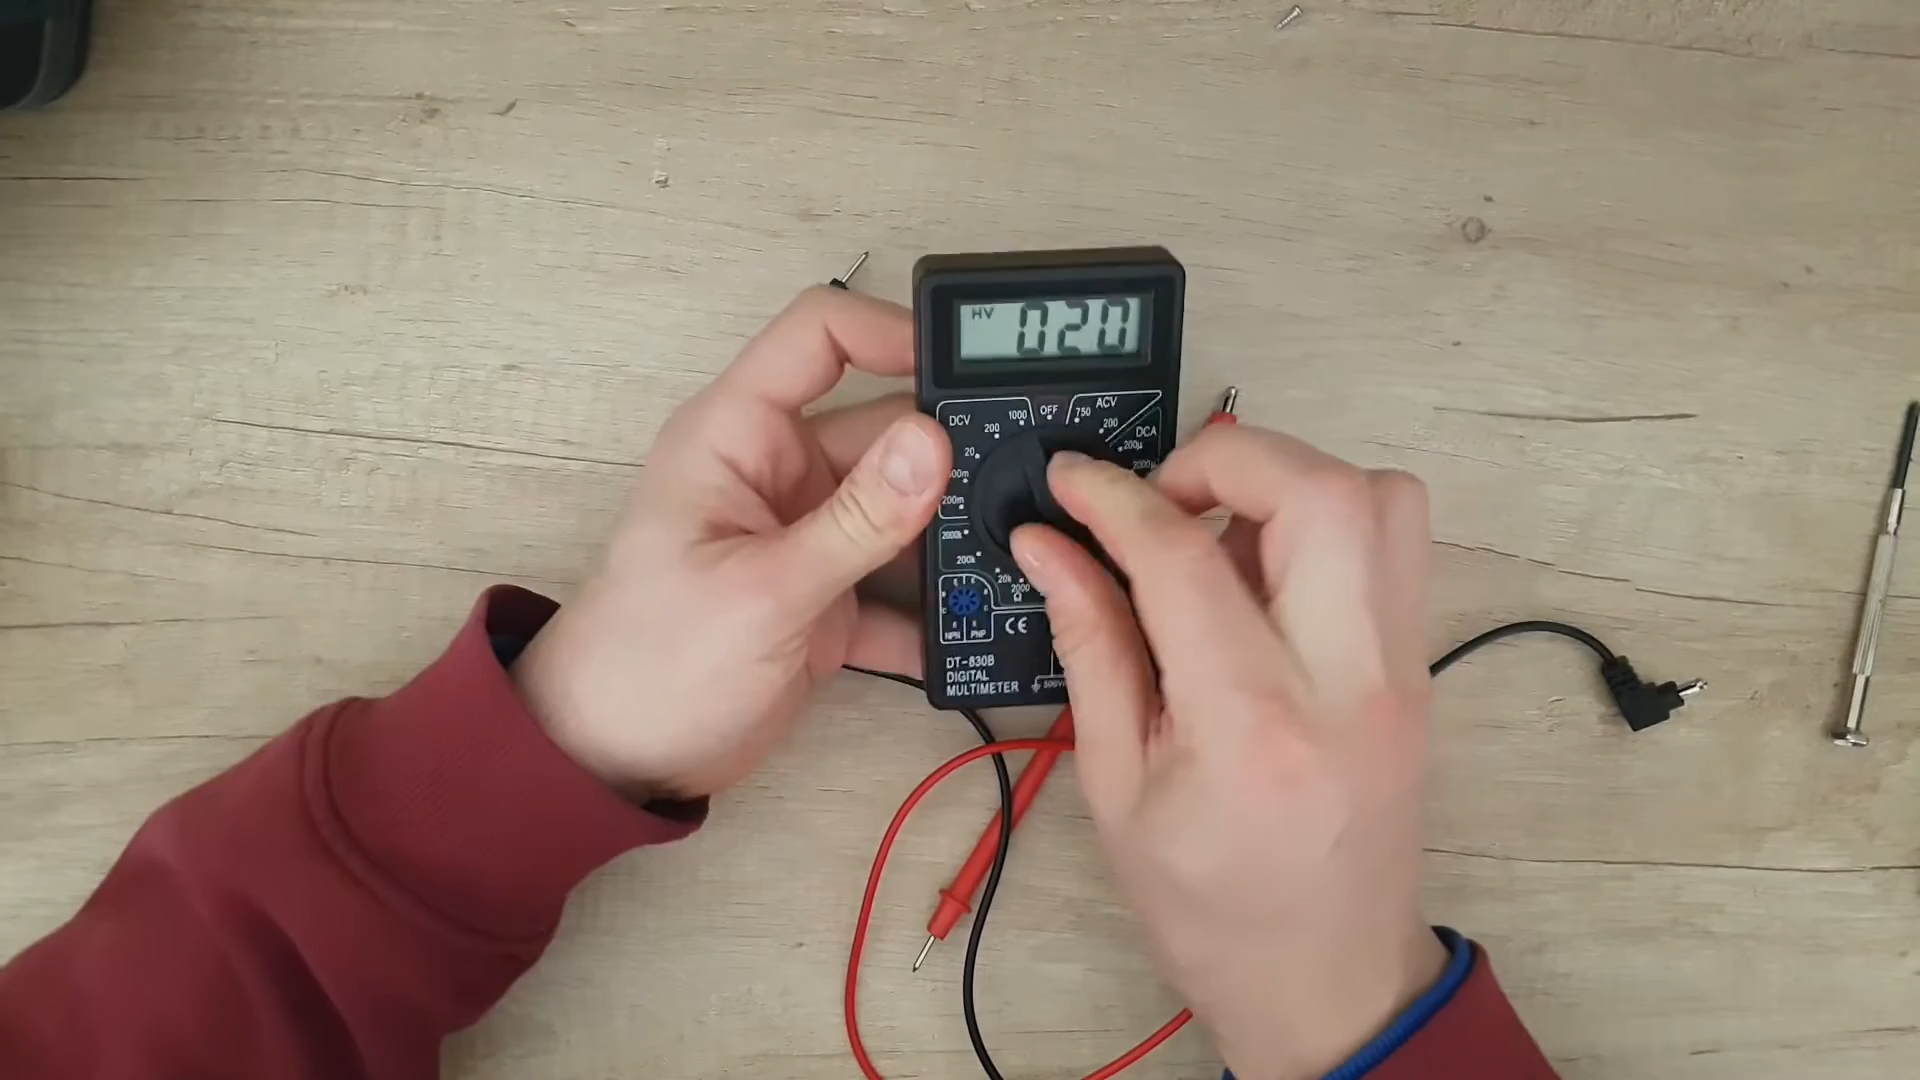 HV 020
DCV
1000
OFF
750
ACV
200
200
DCA
200µ
20
2000µ
200m
2000k
200k
20k
2000
Ω
E
E
B
B
C
C
E
E
NPN
PNP
CE
DT-830B
DIGITAL
MULTIMETER